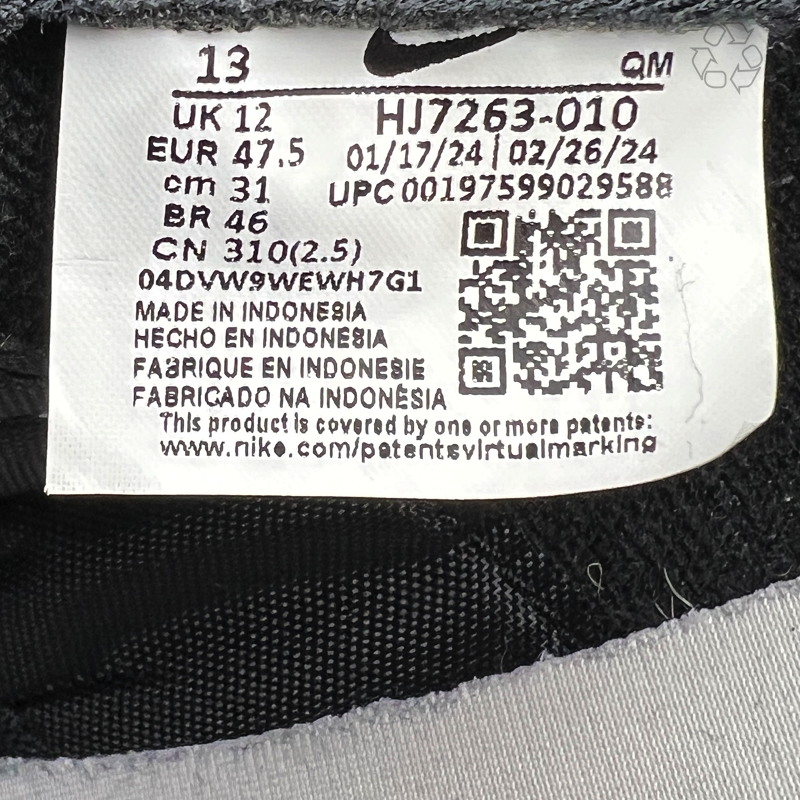 13 QM
UK 12 HJ7263-010
EUR 47.5 01/17/24 | 02/26/24
cm 31 UPC 00197599029588
BR 46
CN 310(2.5)
04DVW9WEWH7G1
MADE IN INDONESIA
HECHO EN INDONESIA
FABRIQUE EN INDONESIE
FABRICADO NA INDONÉSIA
This product is covered by one or more patents:
www.nike.com/patentsvirtualmarking